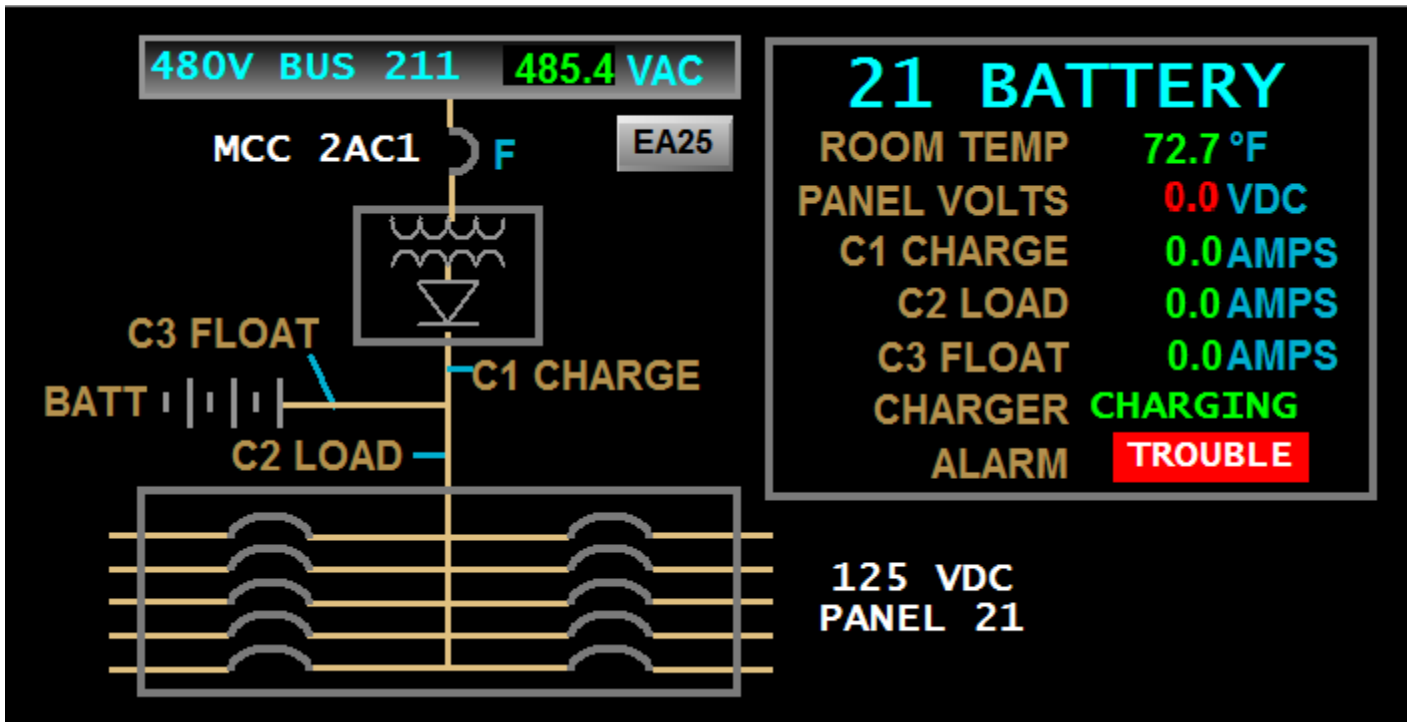 480V BUS 211 485.4 VAC
MCC 2AC1 F
EA25
C3 FLOAT
C1 CHARGE
BATT
C2 LOAD
21 BATTERY
ROOM TEMP 72.7 °F
PANEL VOLTS 0.0 VDC
C1 CHARGE 0.0 AMPS
C2 LOAD 0.0 AMPS
C3 FLOAT 0.0 AMPS
CHARGER CHARGING
ALARM TROUBLE
125 VDC
PANEL 21